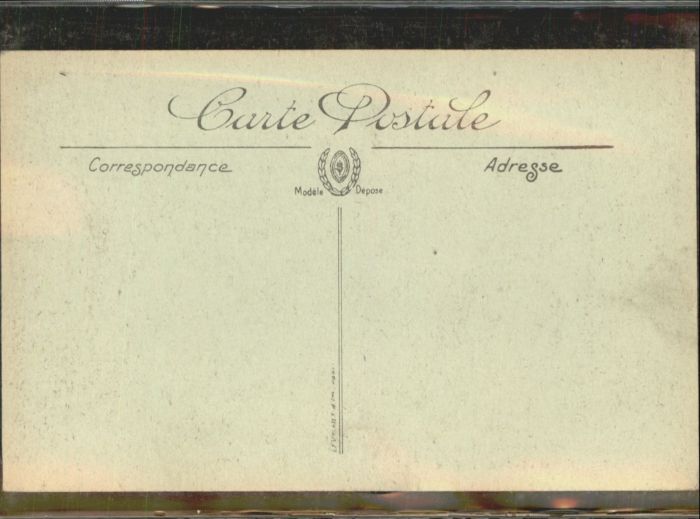 Carte Postale
Correspondance
Adresse
Modèle Déposé